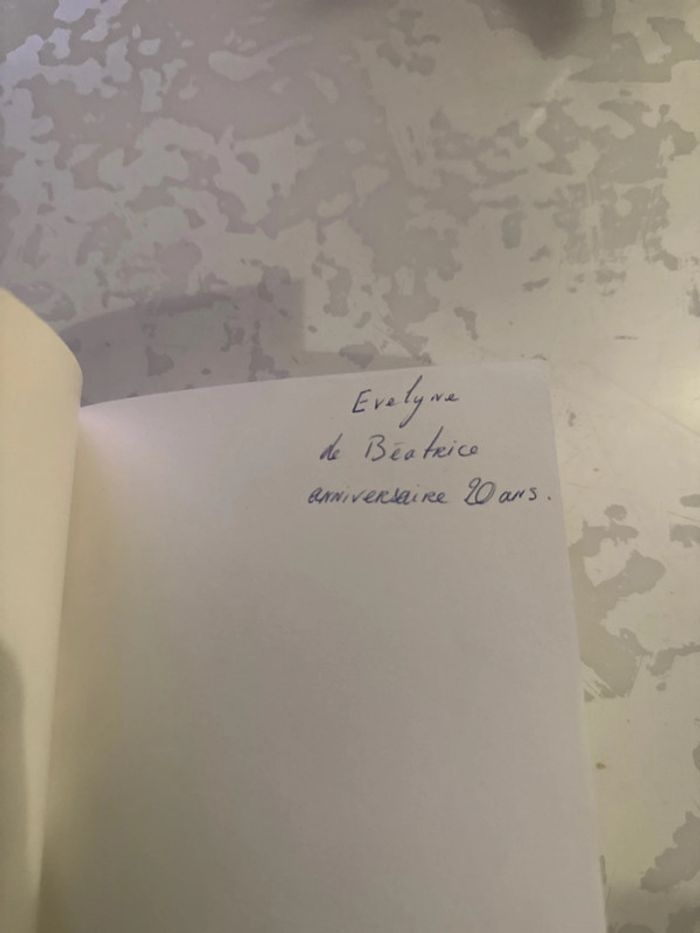 Evelyne
de Béatrice
anniversaire 20 ans.